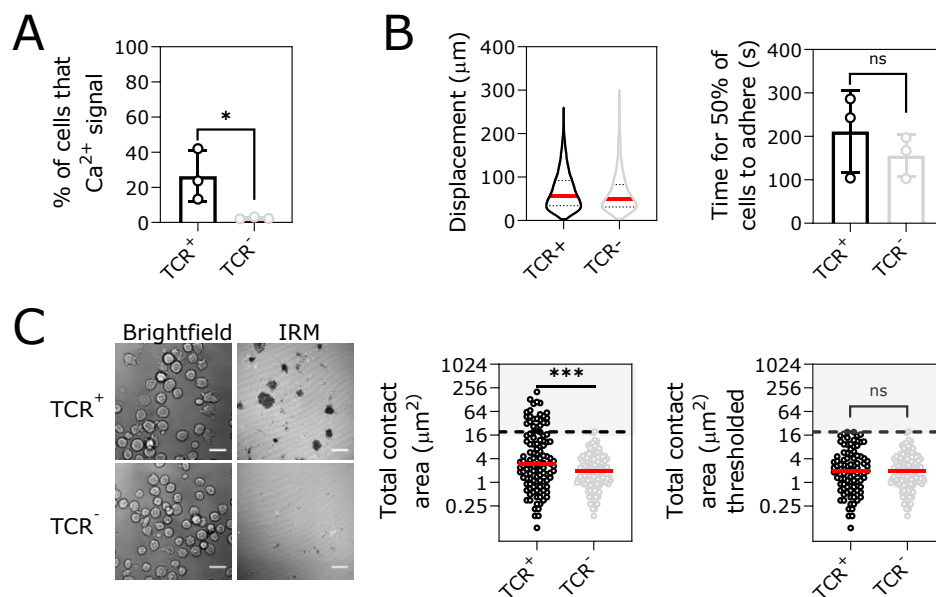 A
% of cells that
Ca²⁺ signal
100
80
60
40
20
0
*
TCR⁺
TCR⁻
B
Displacement (μm)
400
300
200
100
0
TCR+
TCR-
Time for 50% of
cells to adhere (s)
400
300
200
100
0
ns
TCR⁺
TCR⁻
C
Brightfield
IRM
TCR⁺
TCR⁻
Total contact
area (μm²)
1024
256
64
16
4
1
0.25
***
TCR⁺
TCR⁻
Total contact
area (μm²)
thresholded
1024
256
64
16
4
1
0.25
ns
TCR⁺
TCR⁻